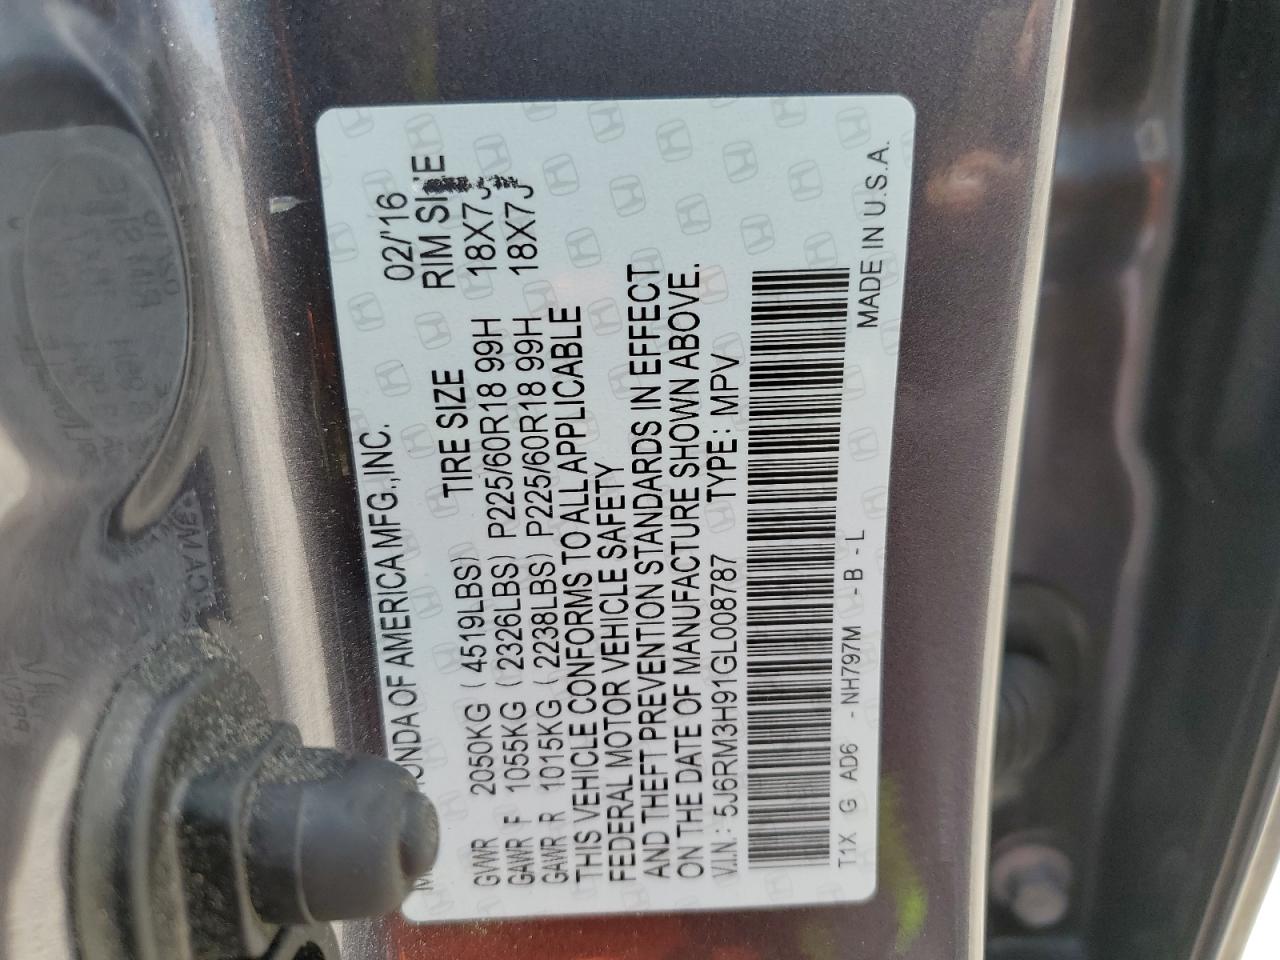 HONDA OF AMERICA MFG.,INC. 02/'16
TIRE SIZE RIM SIZE
GVWR 2050KG ( 4519LBS)
GAWR F 1055KG ( 2326LBS) P225/60R18 99H 18X7J
GAWR R 1015KG ( 2238LBS) P225/60R18 99H 18X7J
THIS VEHICLE CONFORMS TO ALL APPLICABLE
FEDERAL MOTOR VEHICLE SAFETY
AND THEFT PREVENTION STANDARDS IN EFFECT
ON THE DATE OF MANUFACTURE SHOWN ABOVE.
V.I.N.: 5J6RM3H91GL008787 TYPE: MPV
T1X G AD6 - NH797M -B -L MADE IN U.S.A.